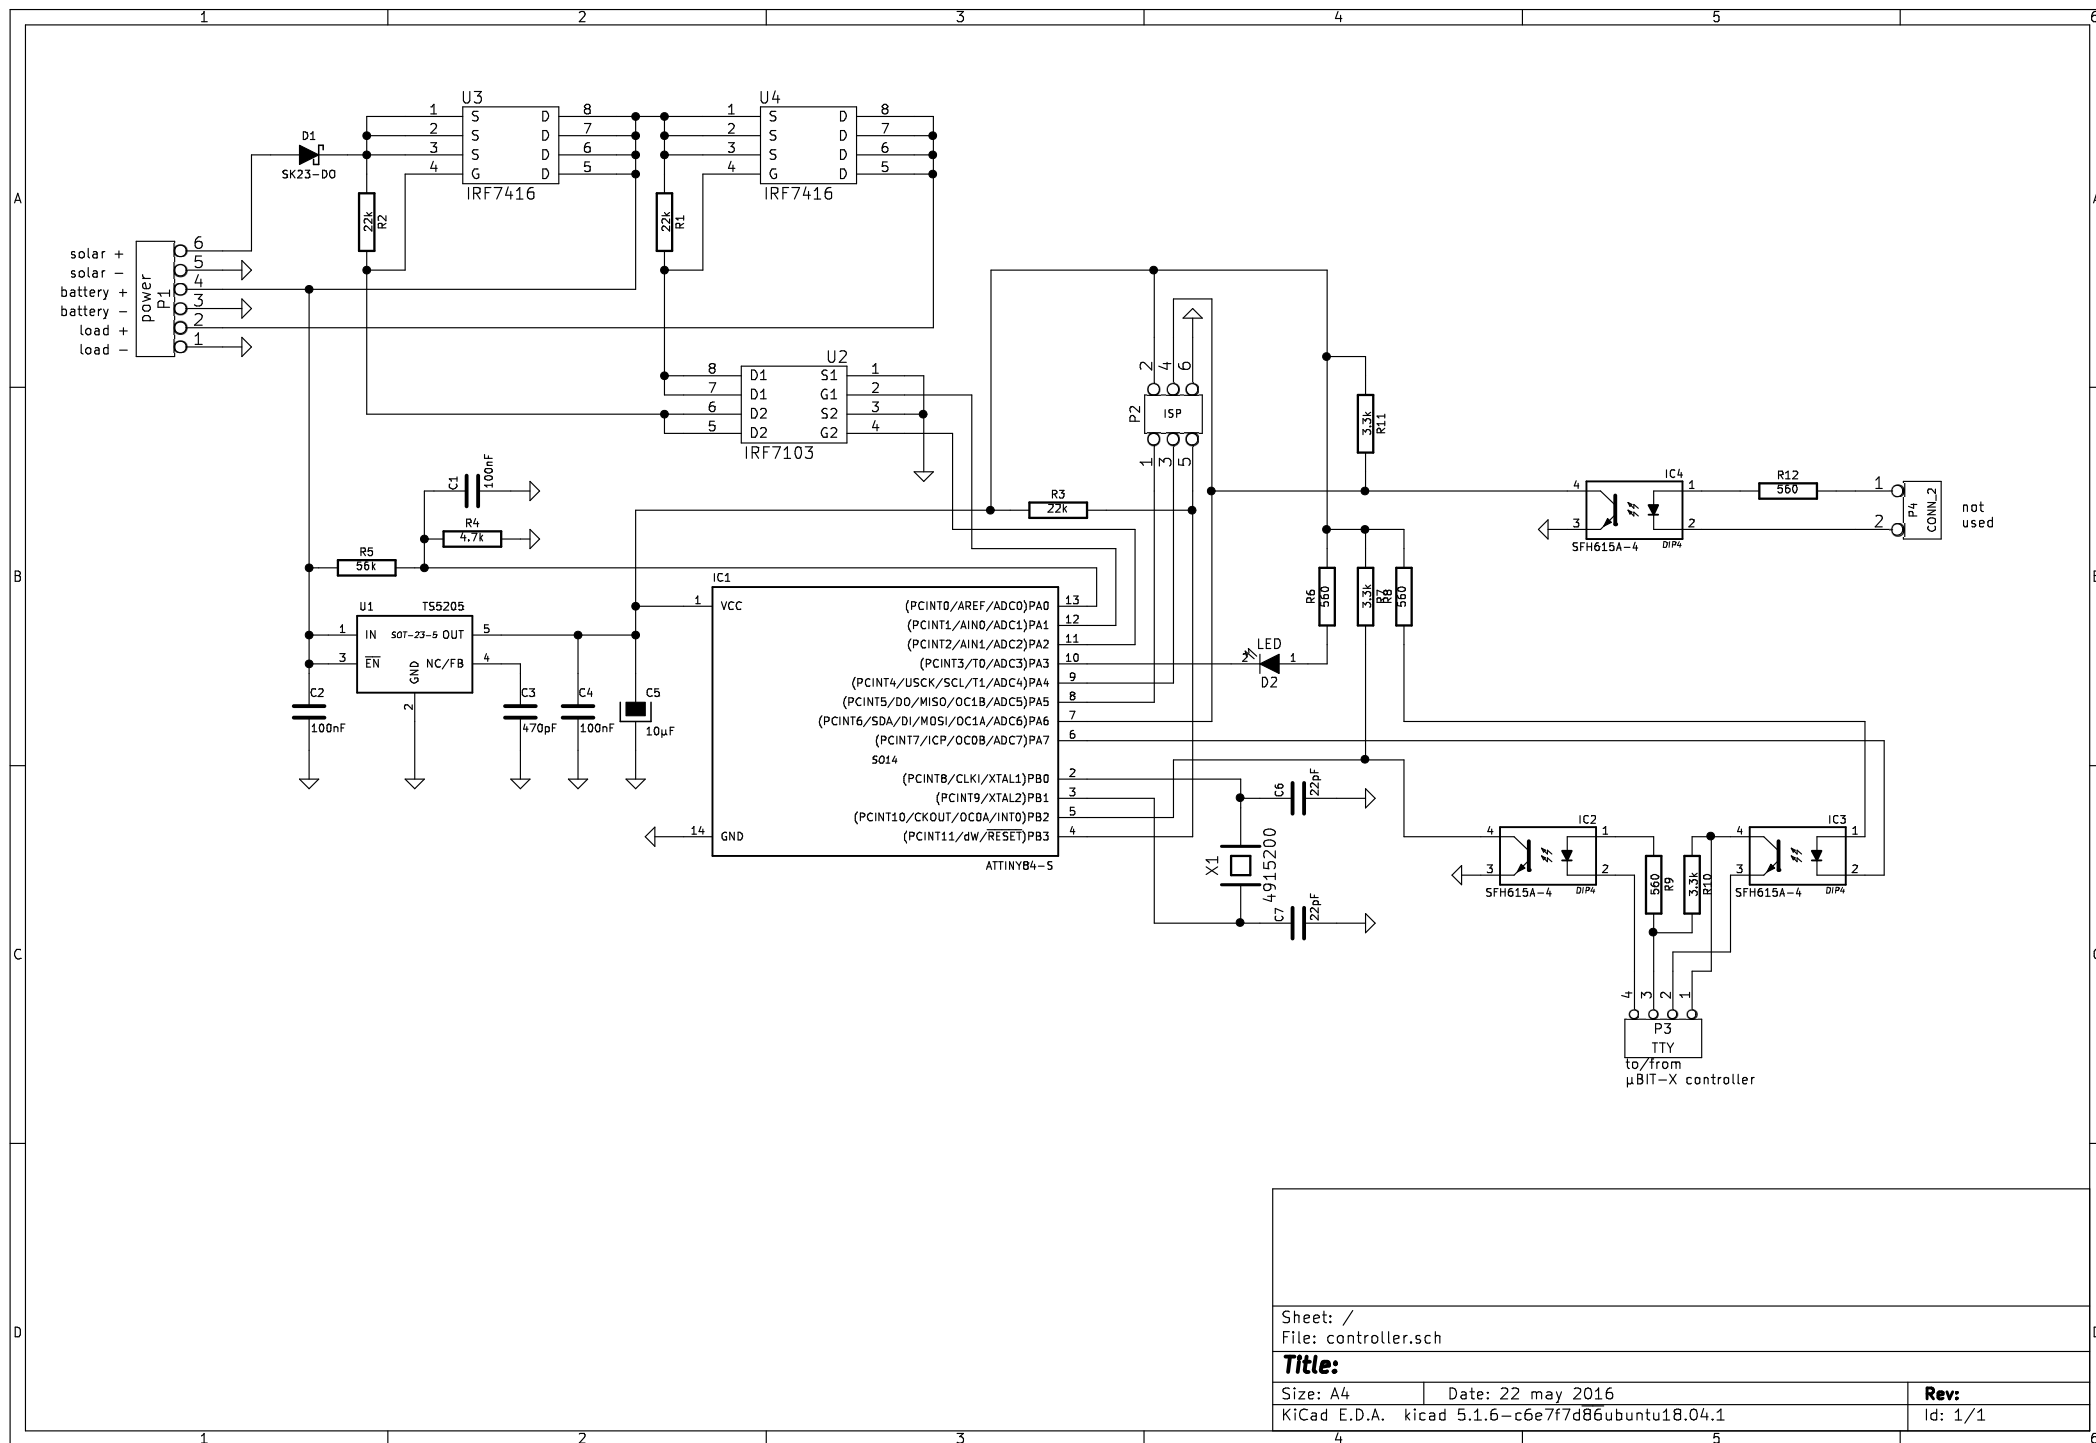 1 2 3 4 5 6
U3 U4
1 S D 8 1 S D 8
2 S D 7 2 S D 7
3 S D 6 3 S D 6
4 G D 5 4 G D 5
IRF7416 IRF7416
D1
SK23-DO
A
22k R2 22k R1
solar + 6
solar - 5
battery + 4
battery - 3
load + 2
load - 1
power
P1
U2
8 D1 S1 1
7 D1 G1 2
6 D2 S2 3
5 D2 G2 4
IRF7103
2 4 6
P2 ISP
1 3 5
3.3k R11
C1 100nF
R4
4.7k
R5
56k
R3
22k
IC4
4 1
3 2
SFH615A-4 DIP4
R12
560
1
2
P4
CONN_2
not
used
B
U1 TS5205
1 IN SOT-23-5 OUT 5
3 EN NC/FB 4
GND
2
C2
100nF
C3
470pF
C4
100nF
C5
10µF
IC1
1 VCC
(PCINT0/AREF/ADC0)PA0 13
(PCINT1/AIN0/ADC1)PA1 12
(PCINT2/AIN1/ADC2)PA2 11
(PCINT3/T0/ADC3)PA3 10
(PCINT4/USCK/SCL/T1/ADC4)PA4 9
(PCINT5/DO/MISO/OC1B/ADC5)PA5 8
(PCINT6/SDA/DI/MOSI/OC1A/ADC6)PA6 7
(PCINT7/ICP/OC0B/ADC7)PA7 6
SO14
(PCINT8/CLKI/XTAL1)PB0 2
(PCINT9/XTAL2)PB1 3
(PCINT10/CKOUT/OC0A/INT0)PB2 5
14 GND
(PCINT11/dW/RESET)PB3 4
ATTINY84-S
R6 560
3.3k R7
R8 560
LED
2 1
D2
C6 22pF
X1 4915200
C7 22pF
IC2
4 1
3 2
SFH615A-4 DIP4
560 R9
3.3k R10
IC3
4 1
3 2
SFH615A-4 DIP4
C
4 3 2 1
P3
TTY
to/from
µBIT-X controller
D
Sheet: /
File: controller.sch
Title:
Size: A4 Date: 22 may 2016 Rev:
KiCad E.D.A. kicad 5.1.6-c6e7f7d86ubuntu18.04.1 Id: 1/1
1 2 3 4 5 6